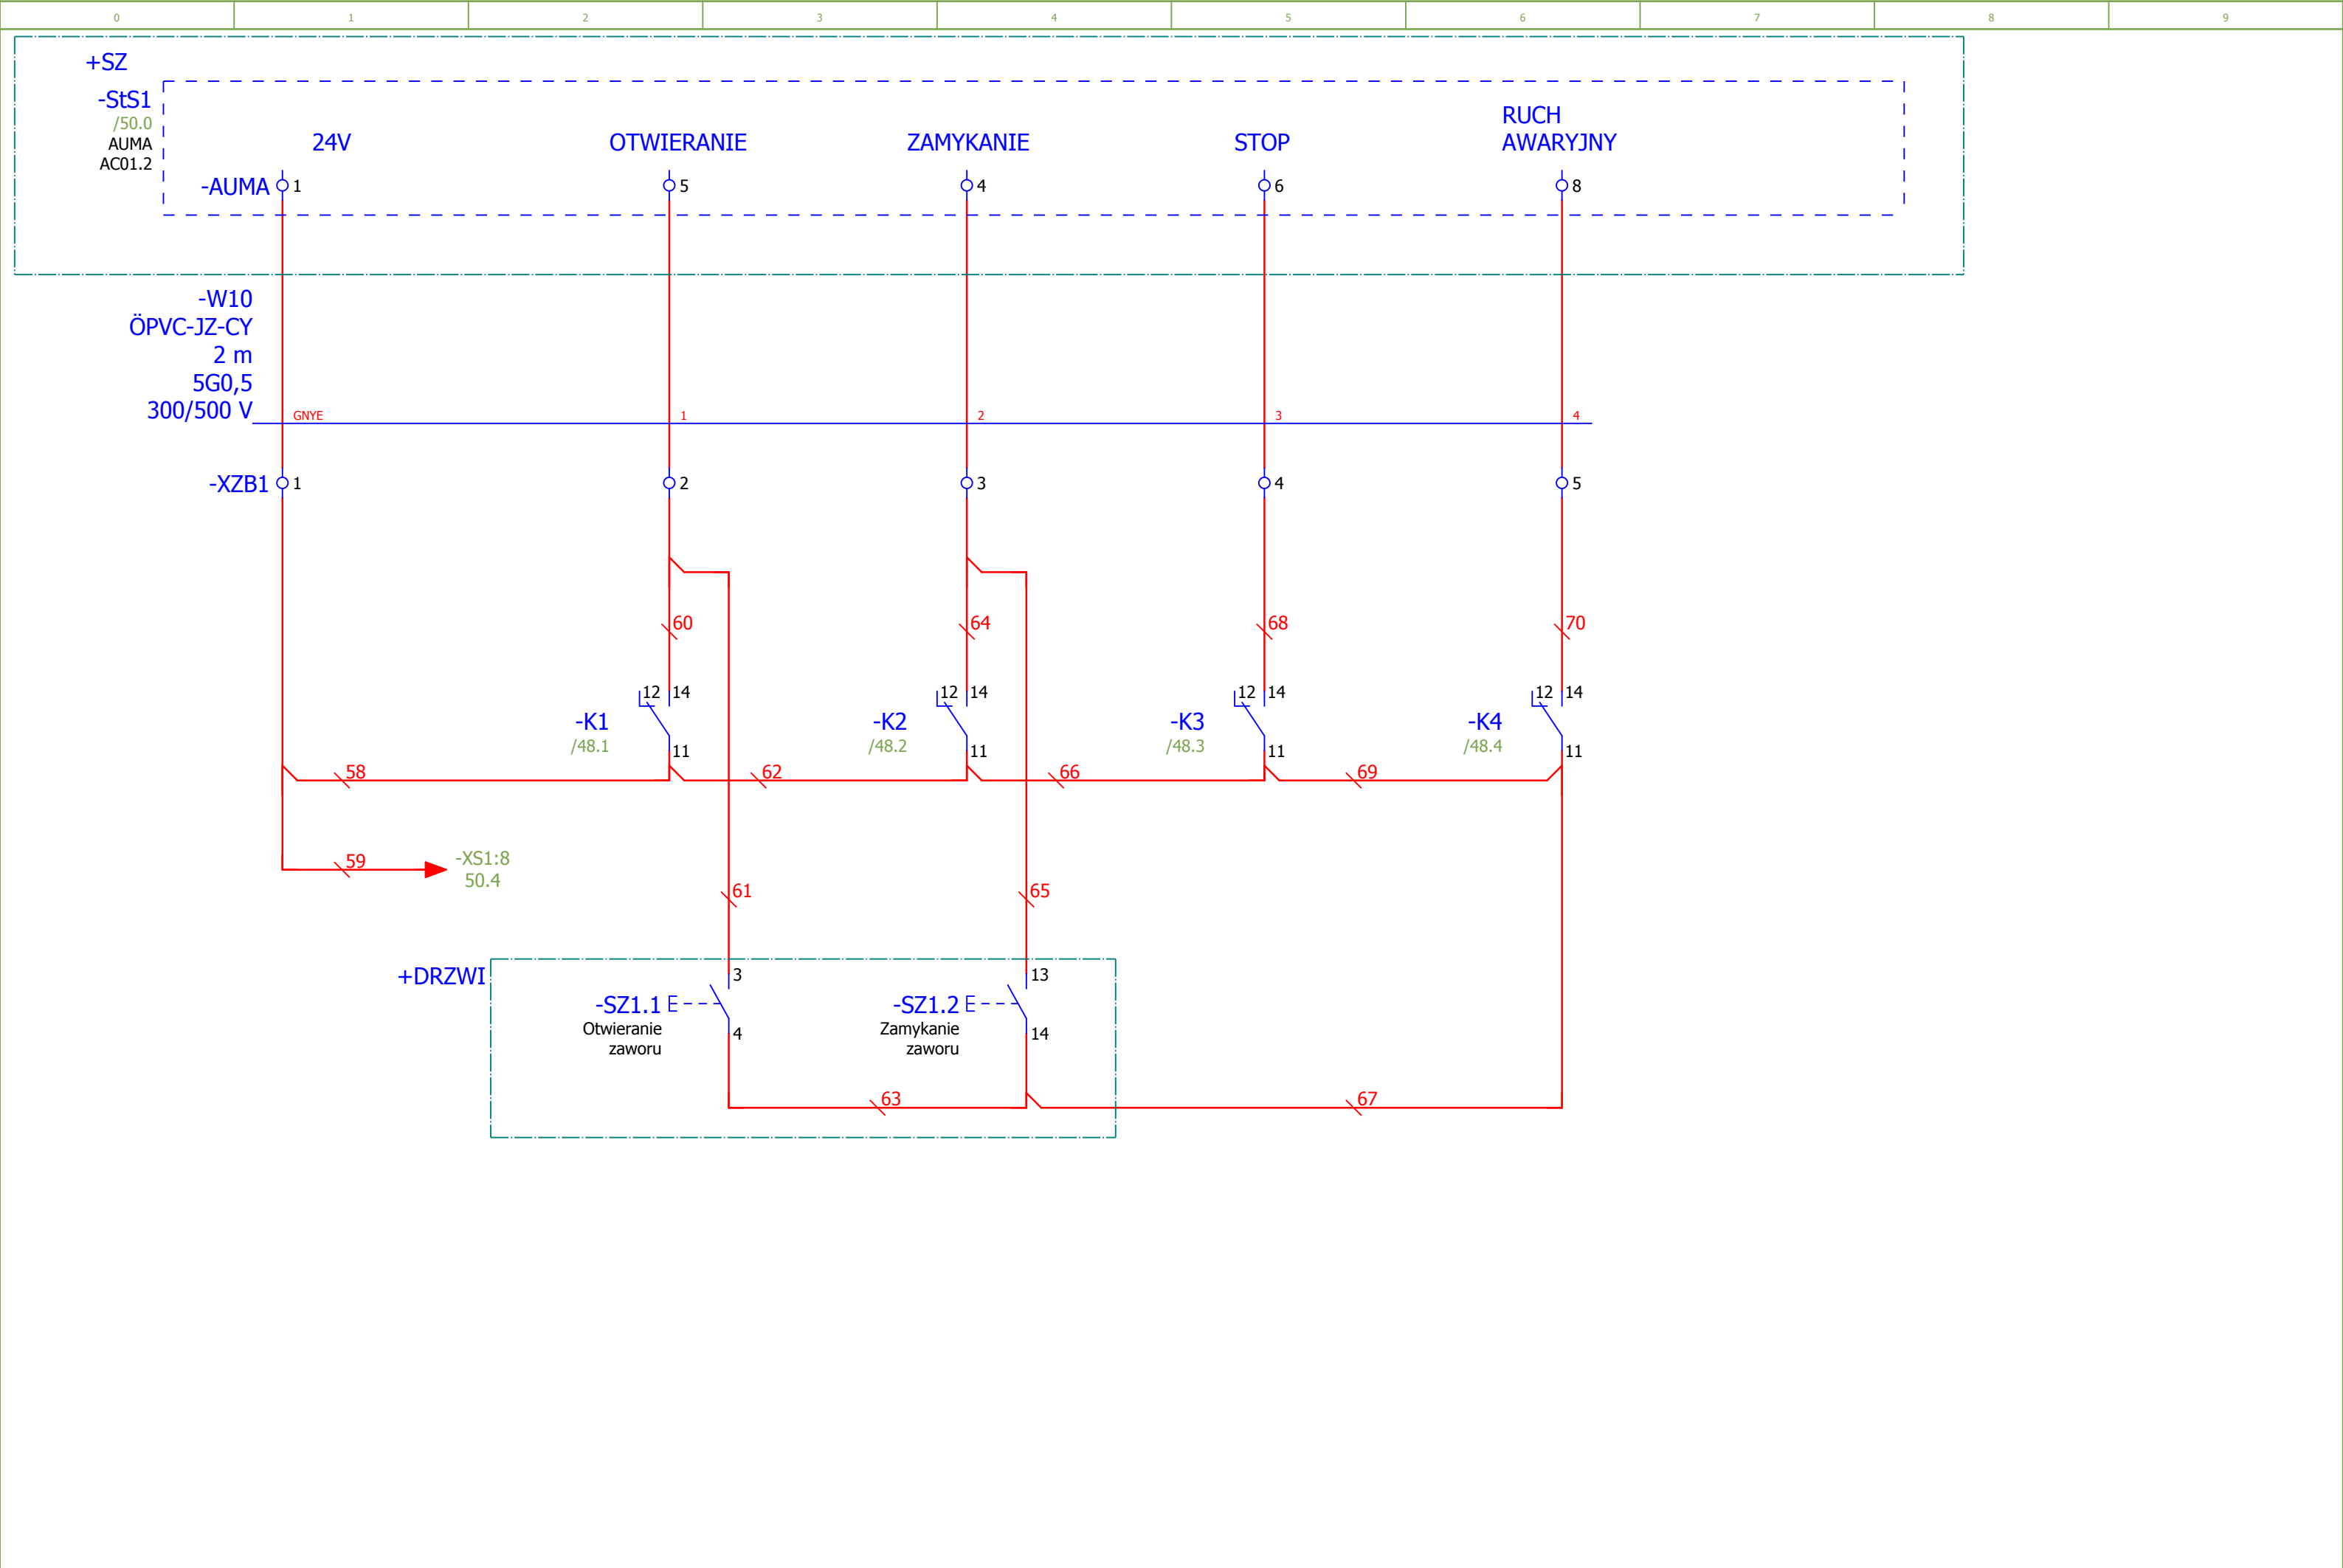 0 1 2 3 4 5 6 7 8 9
+SZ
-StS1
/50.0
AUMA
AC01.2
24V OTWIERANIE ZAMYKANIE STOP RUCH
AWARYJNY
-AUMA 1 5 4 6 8
-W10
ÖPVC-JZ-CY
2 m
5G0,5
300/500 V
GNYE 1 2 3 4
-XZB1 1 2 3 4 5
60 64 68 70
12 14 12 14 12 14 12 14
-K1 -K2 -K3 -K4
/48.1 /48.2 /48.3 /48.4
11 11 11 11
58 62 66 69
59 -XS1:8
50.4
61 65
+DRZWI
3 13
-SZ1.1 -SZ1.2
Otwieranie
zaworu
4
Zamykanie
zaworu
14
63 67